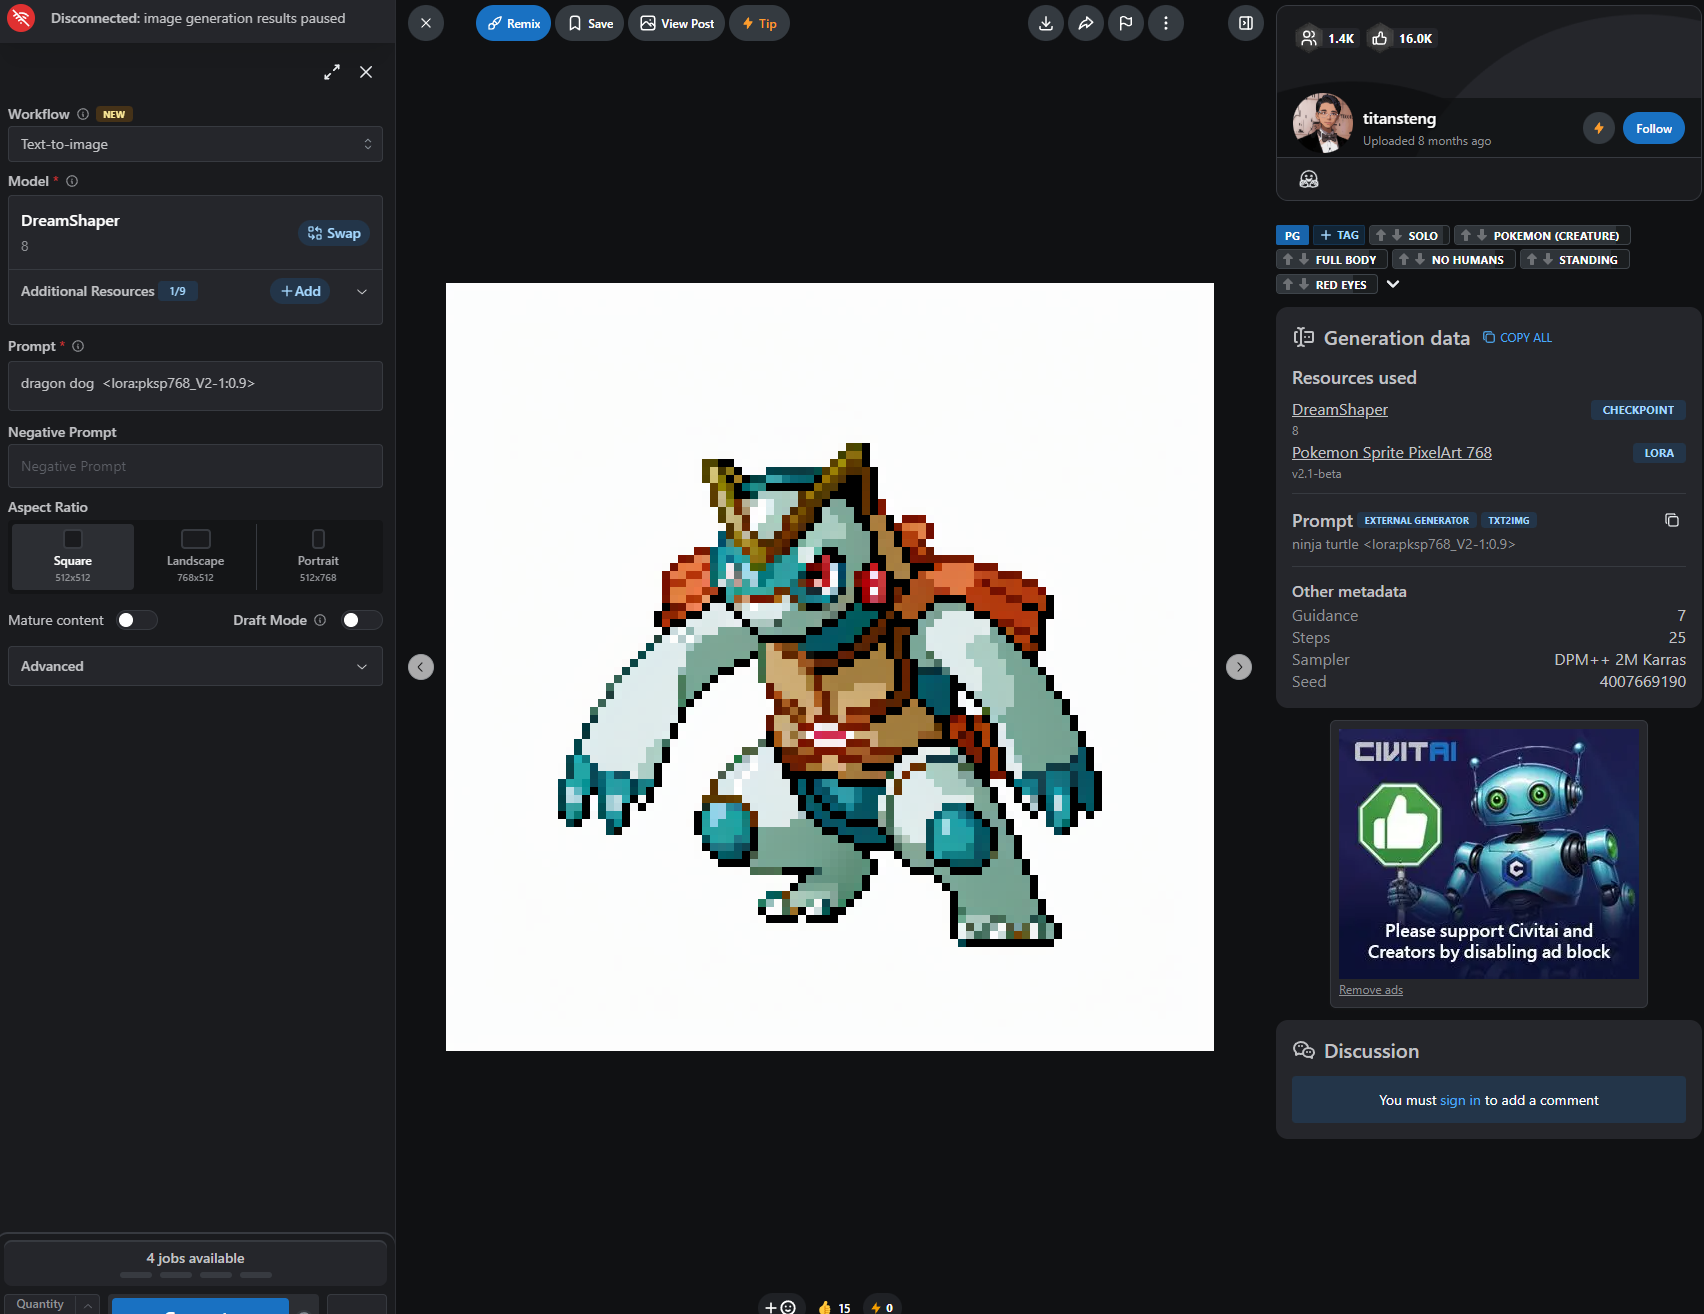 Disconnected: image generation results paused
Workflow NEW
Text-to-image
Model *
DreamShaper
8
Swap
Additional Resources 1/9
+ Add
Prompt *
dragon dog <lora:pksp768_V2-1:0.9>
Negative Prompt
Negative Prompt
Aspect Ratio
Square
512x512
Landscape
768x512
Portrait
512x768
Mature content
Draft Mode
Advanced
4 jobs available
Quantity
Remix
Save
View Post
Tip
15
0
1.4K
16.0K
titansteng
Uploaded 8 months ago
Follow
PG
+ TAG
SOLO
POKEMON (CREATURE)
FULL BODY
NO HUMANS
STANDING
RED EYES
Generation data
COPY ALL
Resources used
DreamShaper
CHECKPOINT
8
Pokemon Sprite PixelArt 768
LORA
v2.1-beta
Prompt EXTERNAL GENERATOR TXT2IMG
ninja turtle <lora:pksp768_V2-1:0.9>
Other metadata
Guidance 7
Steps 25
Sampler DPM++ 2M Karras
Seed 4007669190
CIVITAI
C
Please support Civitai and
Creators by disabling ad block
Remove ads
Discussion
You must sign in to add a comment